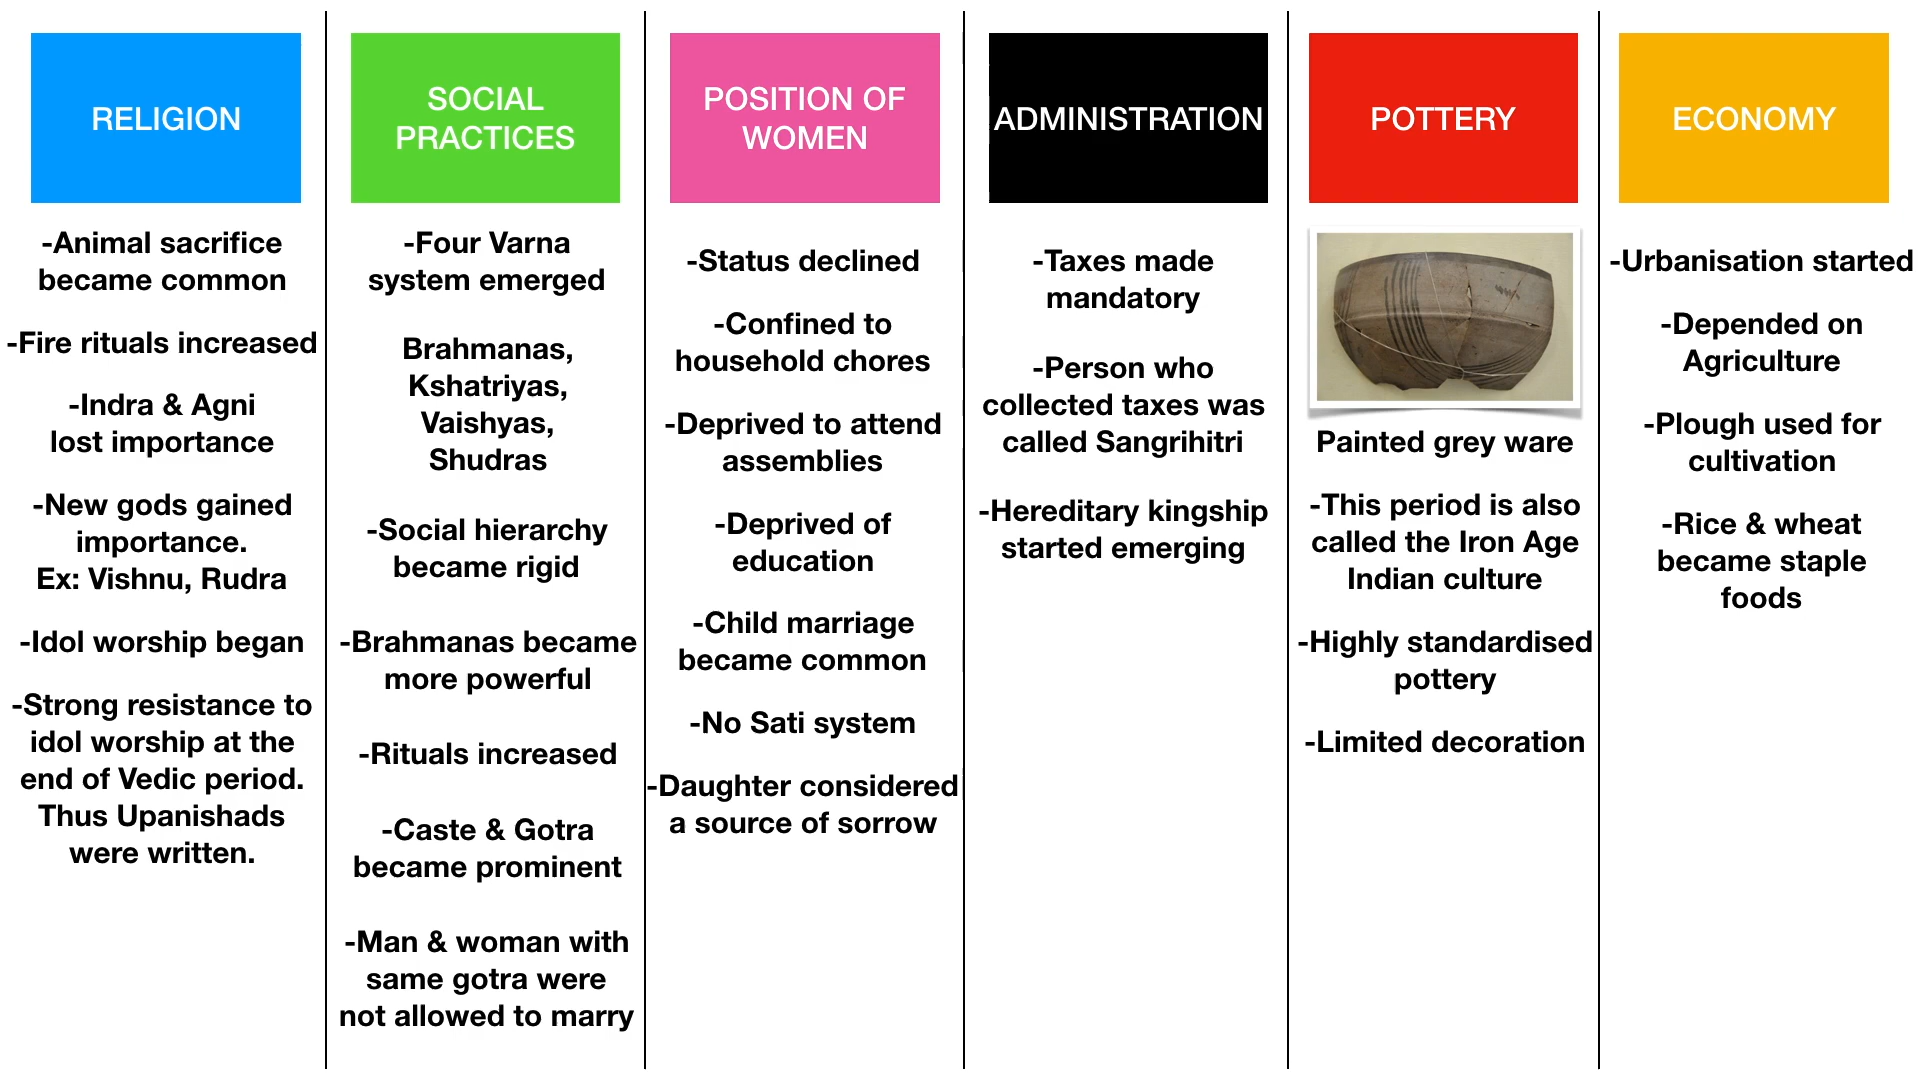 RELIGION
-Animal sacrifice
became common
-Fire rituals increased
-Indra & Agni
lost importance
-New gods gained
importance.
Ex: Vishnu, Rudra
-Idol worship began
-Strong resistance to
idol worship at the
end of Vedic period.
Thus Upanishads
were written.
SOCIAL
PRACTICES
-Four Varna
system emerged
Brahmanas,
Kshatriyas,
Vaishyas,
Shudras
-Social hierarchy
became rigid
-Brahmanas became
more powerful
-Rituals increased
-Caste & Gotra
became prominent
-Man & woman with
same gotra were
not allowed to marry
POSITION OF
WOMEN
-Status declined
-Confined to
household chores
-Deprived to attend
assemblies
-Deprived of
education
-Child marriage
became common
-No Sati system
-Daughter considered
a source of sorrow
ADMINISTRATION
-Taxes made
mandatory
-Person who
collected taxes was
called Sangrihitri
-Hereditary kingship
started emerging
POTTERY
Painted grey ware
-This period is also
called the Iron Age
Indian culture
-Highly standardised
pottery
-Limited decoration
ECONOMY
-Urbanisation started
-Depended on
Agriculture
-Plough used for
cultivation
-Rice & wheat
became staple
foods